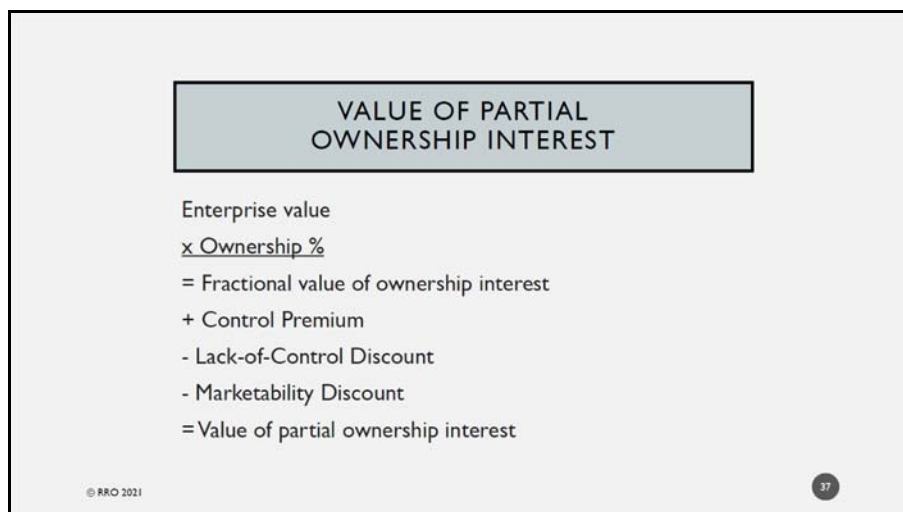 VALUE OF PARTIAL
OWNERSHIP INTEREST
Enterprise value
x Ownership %
= Fractional value of ownership interest
+ Control Premium
- Lack-of-Control Discount
- Marketability Discount
= Value of partial ownership interest
© RRO 2021
37